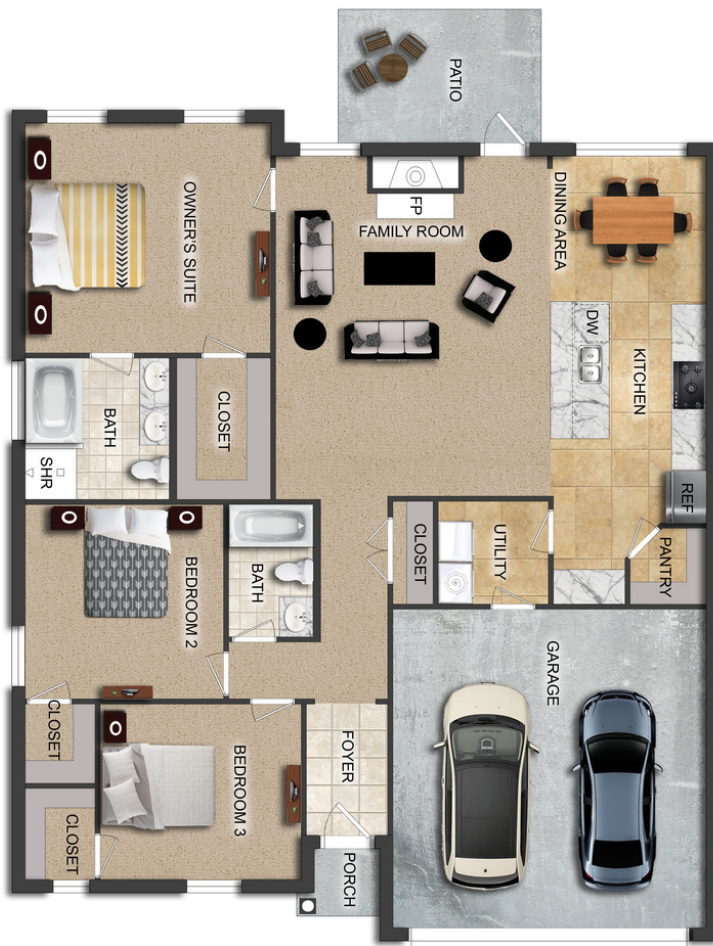 PATIO
OWNER'S SUITE
FP
FAMILY ROOM
DINING AREA
DW
KITCHEN
BATH
CLOSET
SHR
REF
BEDROOM 2
BATH
CLOSET
UTILITY
PANTRY
GARAGE
CLOSET
BEDROOM 3
FOYER
CLOSET
PORCH